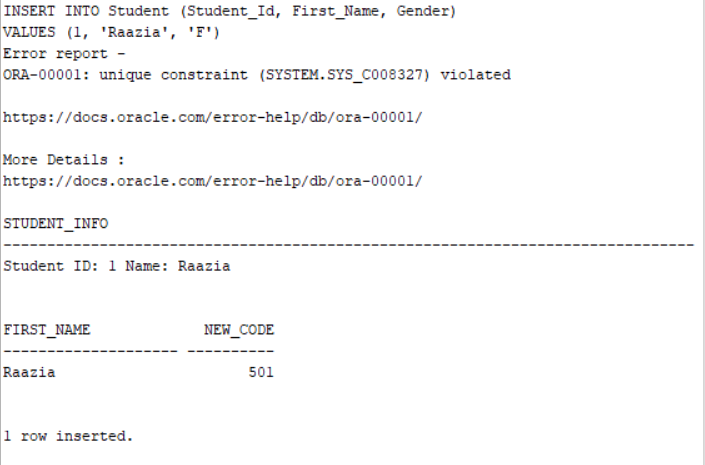 INSERT INTO Student (Student_Id, First_Name, Gender)
VALUES (1, 'Raazia', 'F')
Error report -
ORA-00001: unique constraint (SYSTEM.SYS_C008327) violated
https://docs.oracle.com/error-help/db/ora-00001/
More Details :
https://docs.oracle.com/error-help/db/ora-00001/
STUDENT_INFO
--------------------------------------------------------------------------------
Student ID: 1 Name: Raazia
FIRST_NAME             NEW_CODE
-------------------- ----------
Raazia                      501
1 row inserted.